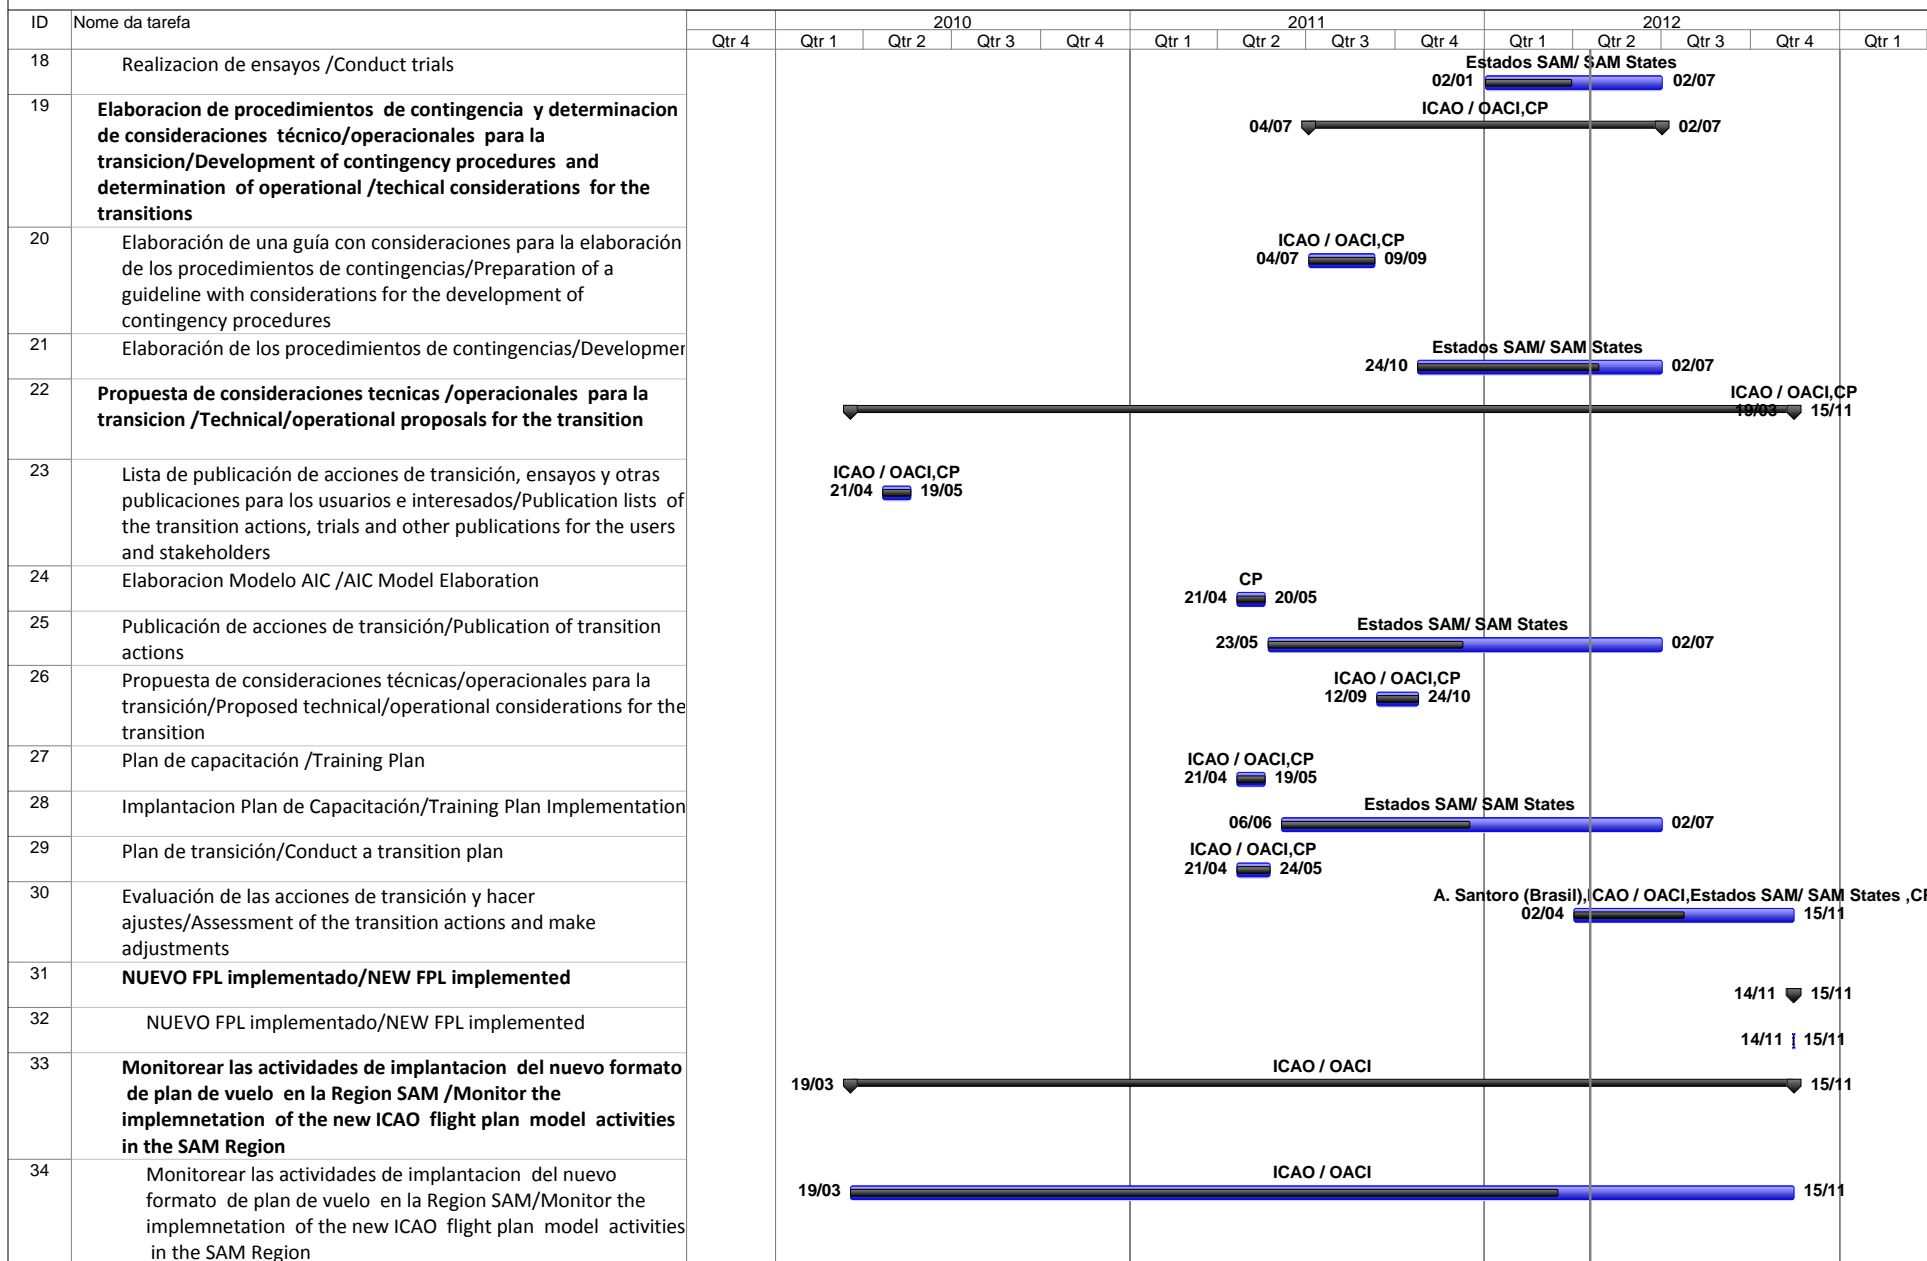 ID Nome da tarefa 2010 2011 2012
Qtr 4 Qtr 1 Qtr 2 Qtr 3 Qtr 4 Qtr 1 Qtr 2 Qtr 3 Qtr 4 Qtr 1 Qtr 2 Qtr 3 Qtr 4 Qtr 1
18 Realizacion de ensayos /Conduct trials
Estados SAM/ SAM States
02/01 02/07
19 Elaboracion de procedimientos de contingencia y determinacion
de consideraciones técnico/operacionales para la
transicion/Development of contingency procedures and
determination of operational /techical considerations for the
transitions
ICAO / OACI,CP
04/07 02/07
20 Elaboración de una guía con consideraciones para la elaboración
de los procedimientos de contingencias/Preparation of a
guideline with considerations for the development of
contingency procedures
ICAO / OACI,CP
04/07 09/09
21 Elaboración de los procedimientos de contingencias/Developmer
Estados SAM/ SAM States
24/10 02/07
22 Propuesta de consideraciones tecnicas /operacionales para la
transicion /Technical/operational proposals for the transition
ICAO / OACI,CP
19/03 15/11
23 Lista de publicación de acciones de transición, ensayos y otras
publicaciones para los usuarios e interesados/Publication lists of
the transition actions, trials and other publications for the users
and stakeholders
ICAO / OACI,CP
21/04 19/05
24 Elaboracion Modelo AIC /AIC Model Elaboration
CP
21/04 20/05
25 Publicación de acciones de transición/Publication of transition
actions
Estados SAM/ SAM States
23/05 02/07
26 Propuesta de consideraciones técnicas/operacionales para la
transición/Proposed technical/operational considerations for the
transition
ICAO / OACI,CP
12/09 24/10
27 Plan de capacitación /Training Plan
ICAO / OACI,CP
21/04 19/05
28 Implantacion Plan de Capacitación/Training Plan Implementation
Estados SAM/ SAM States
06/06 02/07
29 Plan de transición/Conduct a transition plan
ICAO / OACI,CP
21/04 24/05
30 Evaluación de las acciones de transición y hacer
ajustes/Assessment of the transition actions and make
adjustments
A. Santoro (Brasil),ICAO / OACI,Estados SAM/ SAM States ,CP
02/04 15/11
31 NUEVO FPL implementado/NEW FPL implemented
14/11 15/11
32 NUEVO FPL implementado/NEW FPL implemented
14/11 15/11
33 Monitorear las actividades de implantacion del nuevo formato
de plan de vuelo en la Region SAM /Monitor the
implemnetation of the new ICAO flight plan model activities
in the SAM Region
ICAO / OACI
19/03 15/11
34 Monitorear las actividades de implantacion del nuevo
formato de plan de vuelo en la Region SAM/Monitor the
implemnetation of the new ICAO flight plan model activities
in the SAM Region
ICAO / OACI
19/03 15/11